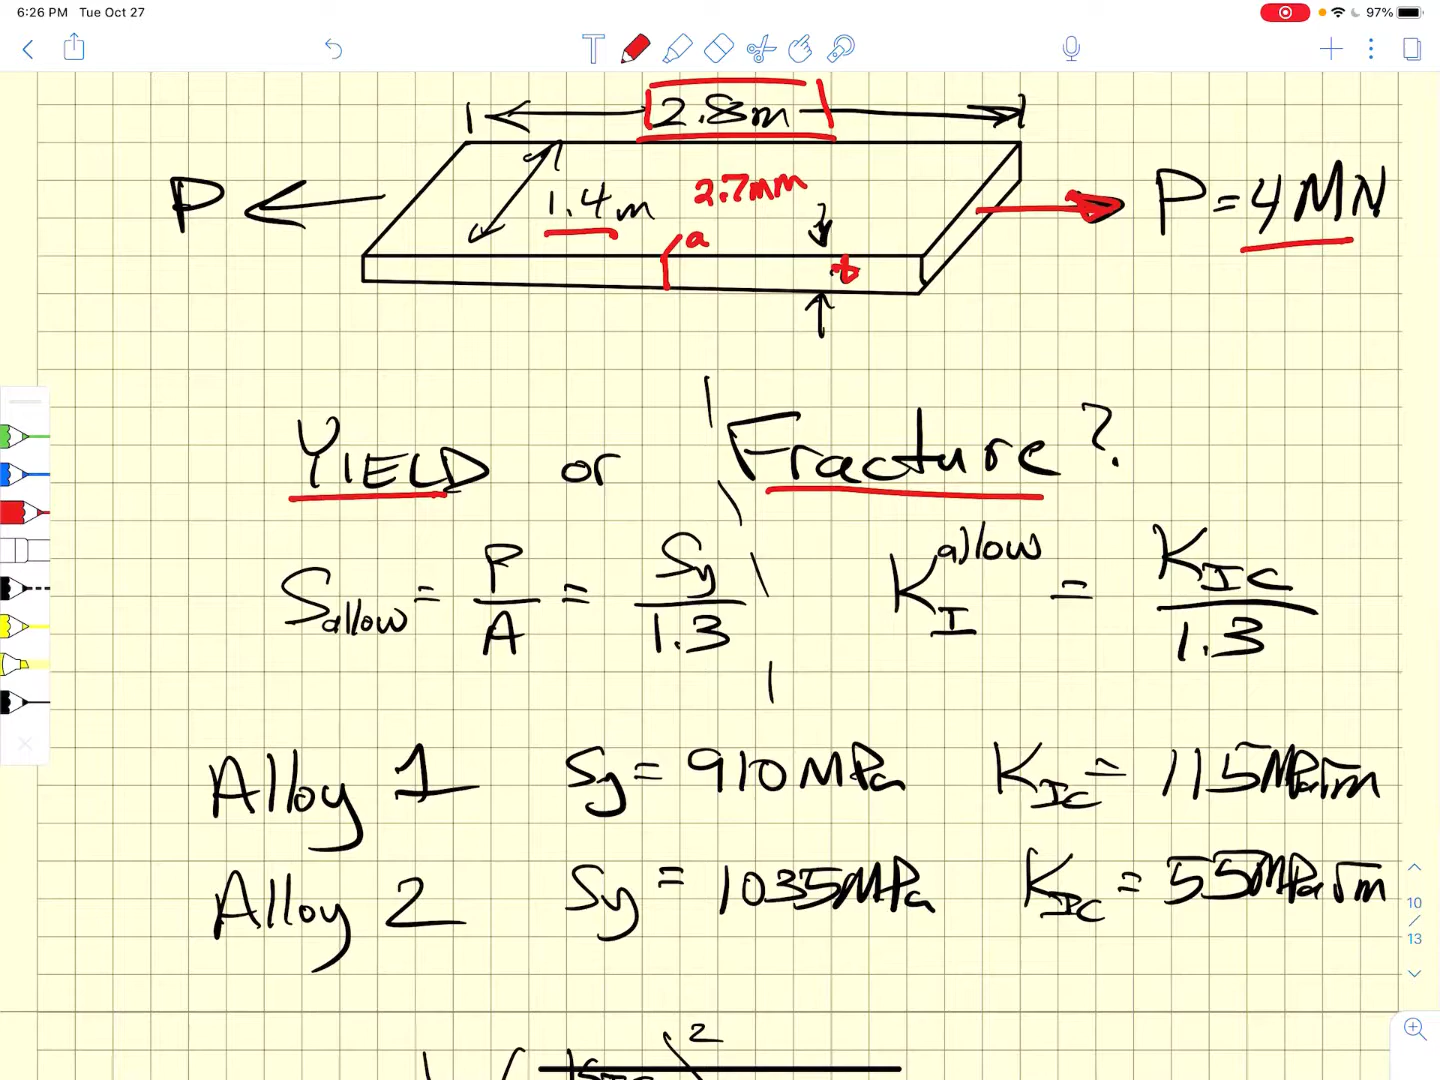 6:26 PM Tue Oct 27 97%
2.8m
P 1.4m 2.7mm P = 4MN
a
t
YIELD or Fracture?
Sallow = P/A = Sy/1.3 KI^allow = KIC/1.3
Alloy 1 Sy = 910 MPa KIC = 115 MPa√m
Alloy 2 Sy = 1035 MPa KIC = 55 MPa√m
10
/
13
2